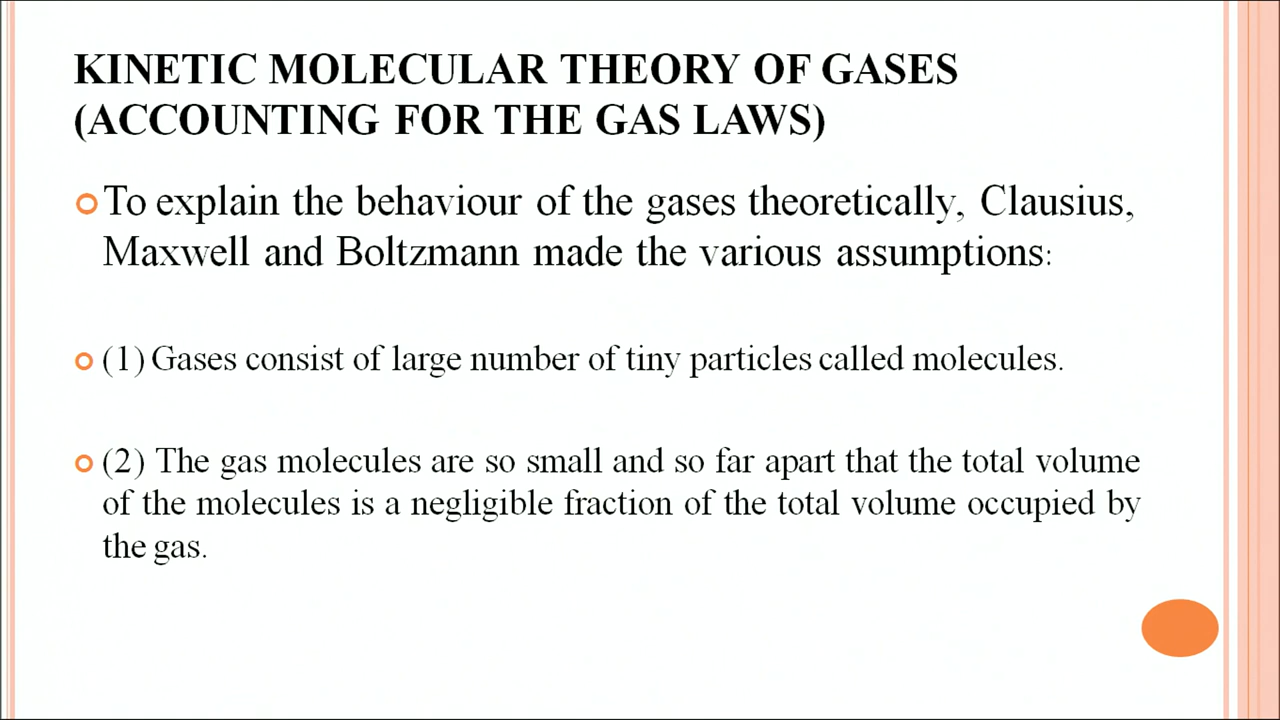 KINETIC MOLECULAR THEORY OF GASES
(ACCOUNTING FOR THE GAS LAWS)
To explain the behaviour of the gases theoretically, Clausius,
Maxwell and Boltzmann made the various assumptions:
(1) Gases consist of large number of tiny particles called molecules.
(2) The gas molecules are so small and so far apart that the total volume
of the molecules is a negligible fraction of the total volume occupied by
the gas.